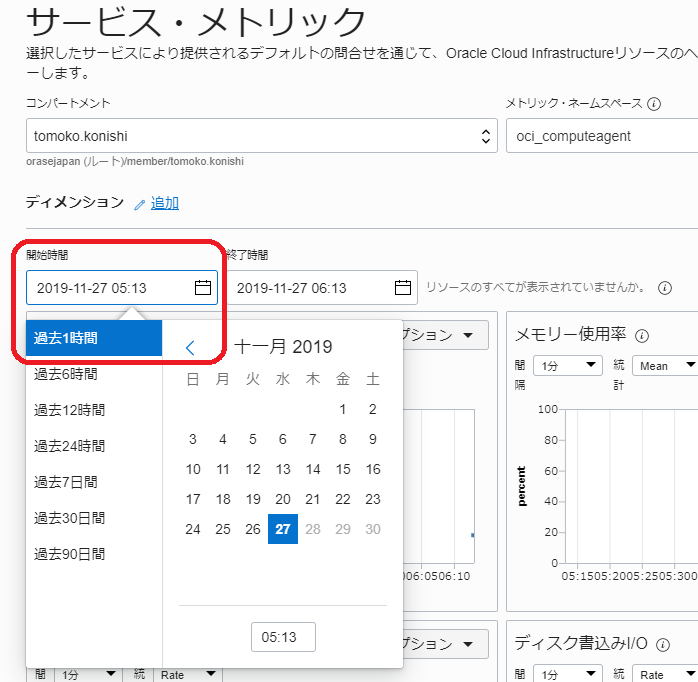 サービス・メトリック
選択したサービスにより提供されるデフォルトの問合せを通じて、Oracle Cloud Infrastructureリソースのヘ
ーします。
コンパートメント
メトリック・ネームスペース
tomoko.konishi
oci_computeagent
orasejapan (ルート)/member/tomoko.konishi
ディメンション 追加
開始時間
終了時間
2019-11-27 05:13
2019-11-27 06:13
リソースのすべてが表示されていませんか。
過去1時間
過去6時間
過去12時間
過去24時間
過去7日間
過去30日間
過去90日間
十一月 2019
日 月 火 水 木 金 土
1 2
3 4 5 6 7 8 9
10 11 12 13 14 15 16
17 18 19 20 21 22 23
24 25 26 27 28 29 30
05:13
プション
06:05 06:10
メモリー使用率
間隔 1分 統計 Mean
percent
100
80
60
40
20
0
05:15 05:20 05:25 05:30
プション
ディスク書込みI/O
間 1分 統 Rate
間 1分 統 Rate